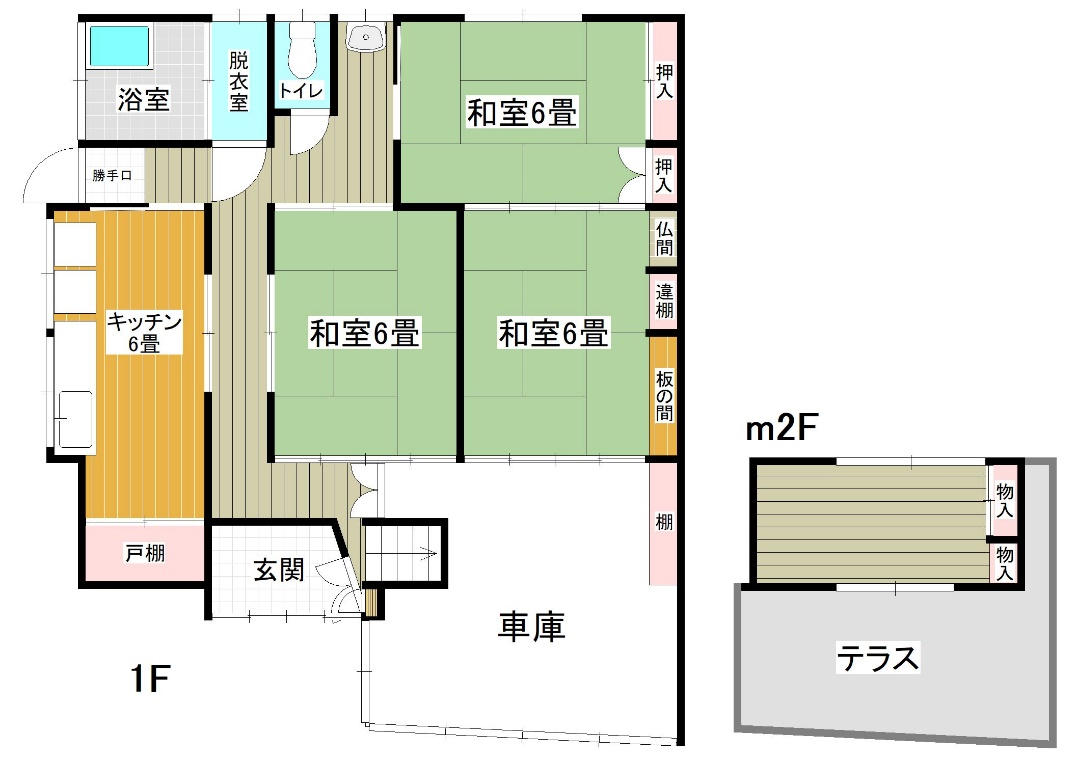 浴室
脱衣室
トイレ
和室6畳
押入
押入
勝手口
キッチン
6畳
和室6畳
和室6畳
仏間
違棚
板の間
戸棚
玄関
棚
車庫
1F
m2F
物入
物入
テラス